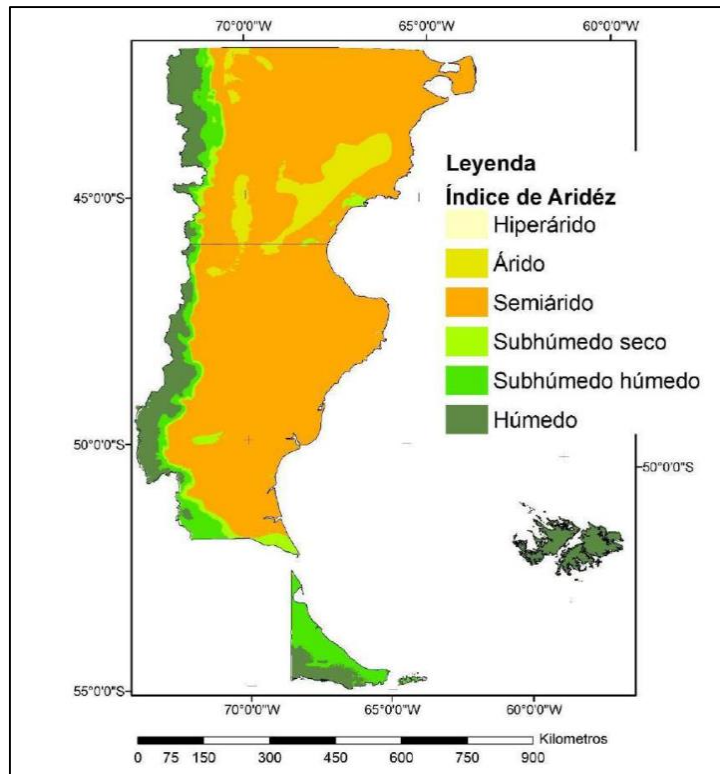 70°0'0"W 65°0'0"W 60°0'0"W
45°0'0"S
50°0'0"S
55°0'0"S
50°0'0"S
Leyenda
Índice de Aridéz
Hiperárido
Árido
Semiárido
Subhúmedo seco
Subhúmedo húmedo
Húmedo
70°0'0"W 65°0'0"W 60°0'0"W
Kilometros
0 75 150 300 450 600 750 900